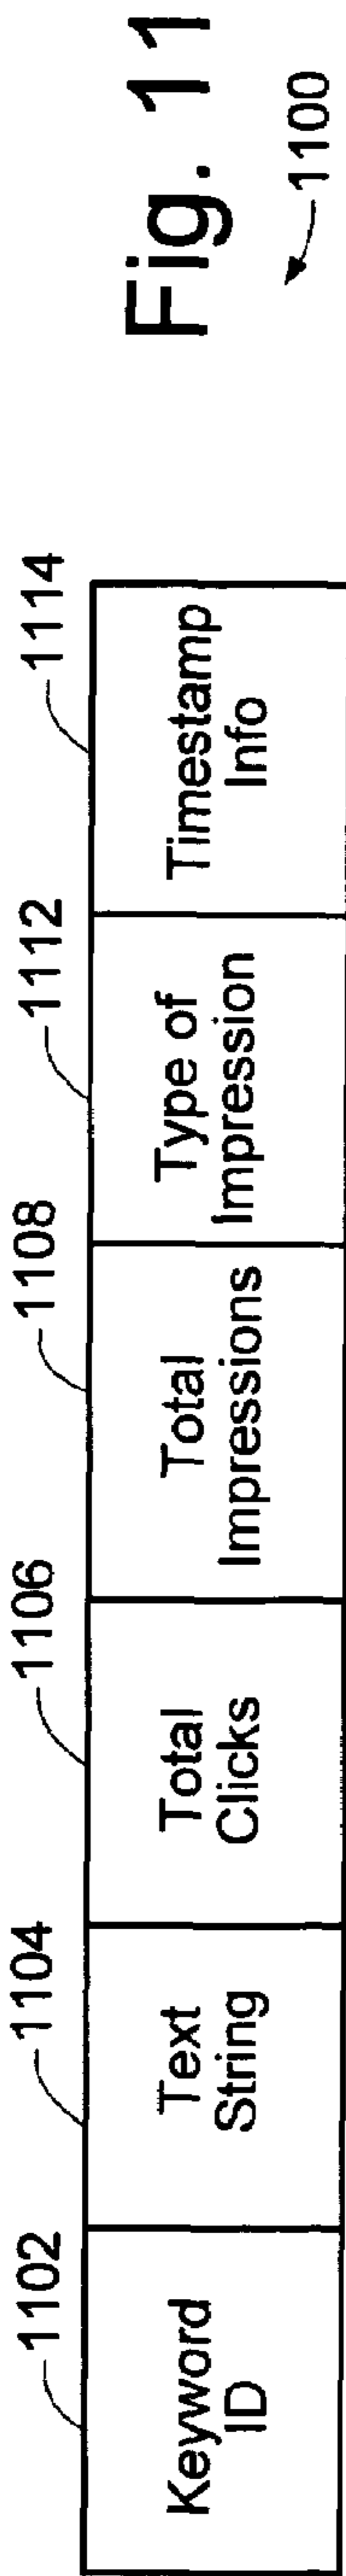 Fig. 11
1100
1102
1104
1106
1108
1112
1114
Keyword
ID
Text
String
Total
Clicks
Total
Impressions
Type of
Impression
Timestamp
Info